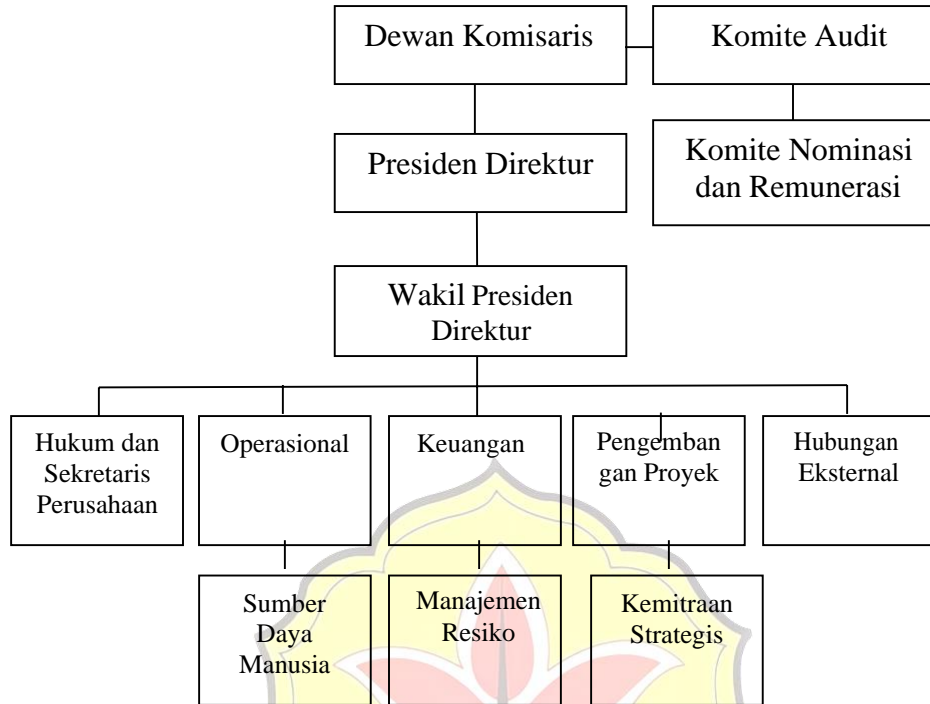 Dewan Komisaris
Komite Audit
Presiden Direktur
Komite Nominasi
dan Remunerasi
Wakil Presiden
Direktur
Hukum dan
Sekretaris
Perusahaan
Operasional
Keuangan
Pengemban
gan Proyek
Hubungan
Eksternal
Sumber
Daya
Manusia
Manajemen
Resiko
Kemitraan
Strategis